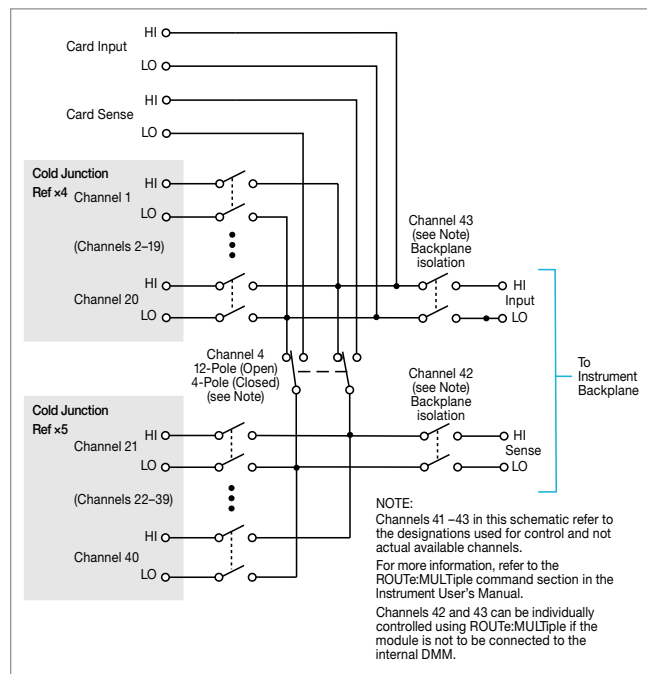 HI
Card Input
LO
HI
Card Sense
LO
Cold Junction
Ref ×4
HI
Channel 1
LO
(Channels 2–19)
HI
Channel 20
LO
Channel 43
(see Note)
Backplane
isolation
HI
Input
LO
Channel 4
12-Pole (Open)
4-Pole (Closed)
(see Note)
Channel 42
(see Note)
Backplane
isolation
To
Instrument
Backplane
Cold Junction
Ref ×5
HI
Channel 21
LO
(Channels 22–39)
HI
Channel 40
LO
HI
Sense
LO
NOTE:
Channels 41 –43 in this schematic refer to
the designations used for control and not
actual available channels.
For more information, refer to the
ROUTe:MULTiple command section in the
Instrument User's Manual.
Channels 42 and 43 can be individually
controlled using ROUTe:MULTiple if the
module is not to be connected to the
internal DMM.